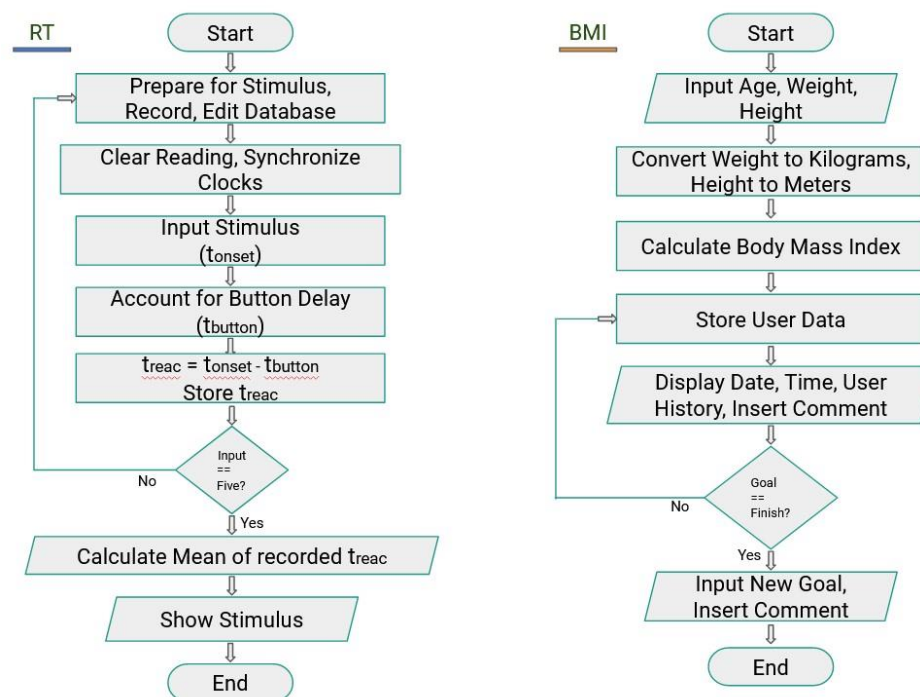 RT
Start
Prepare for Stimulus,
Record, Edit Database
Clear Reading, Synchronize
Clocks
Input Stimulus
(tonset)
Account for Button Delay
(tbutton)
treac = tonset - tbutton
Store treac
Input
==
Five?
No
Yes
Calculate Mean of recorded treac
Show Stimulus
End
BMI
Start
Input Age, Weight,
Height
Convert Weight to Kilograms,
Height to Meters
Calculate Body Mass Index
Store User Data
Display Date, Time, User
History, Insert Comment
Goal
==
Finish?
No
Yes
Input New Goal,
Insert Comment
End